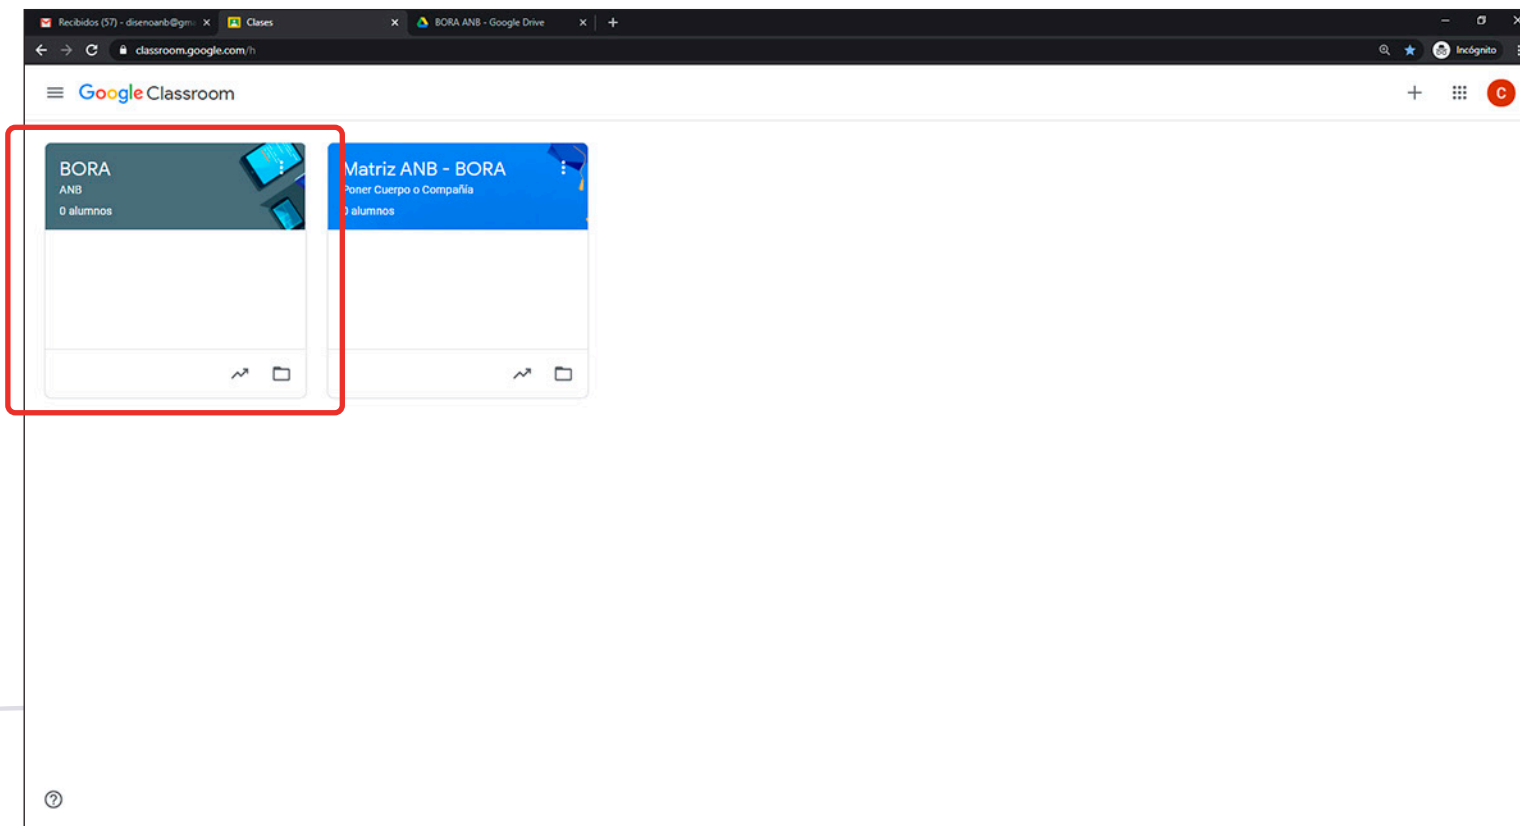 Recibidos (57) - disenoanb@gm
Clases
BORA ANB - Google Drive
classroom.google.com/h
Incógnito
Google Classroom
C
BORA
ANB
0 alumnos
Matriz ANB - BORA
Poner Cuerpo o Compañía
0 alumnos